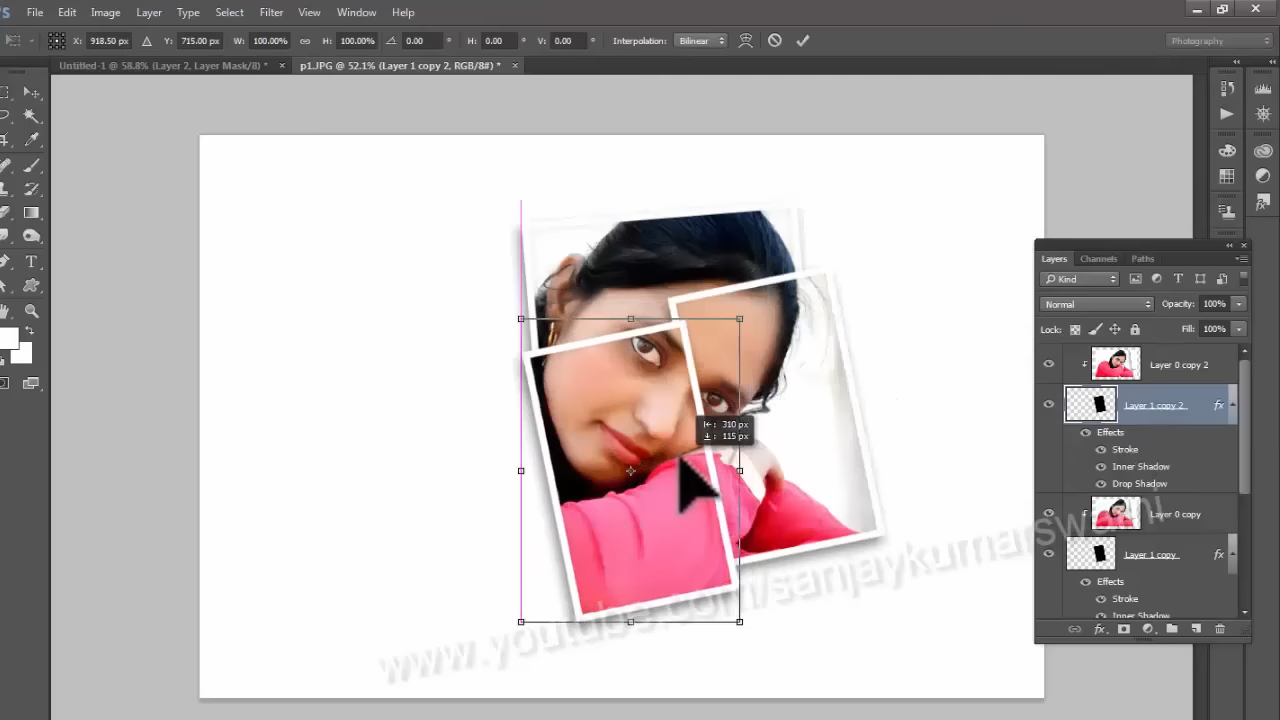 File Edit Image Layer Type Select Filter View Window Help
X: 918.50 px Y: 715.00 px W: 100.00% H: 100.00% 0.00 ° H: 0.00 ° V: 0.00 ° Interpolation: Bilinear Photography
Untitled-1 @ 58.8% (Layer 2, Layer Mask/8) * × p1.JPG @ 52.1% (Layer 1 copy 2, RGB/8#) * ×
Layers Channels Paths
Kind
Normal Opacity: 100%
Lock: Fill: 100%
Layer 0 copy 2
Layer 1 copy 2 fx
Effects
Stroke
Inner Shadow
Drop Shadow
Layer 0 copy
Layer 1 copy fx
Effects
Stroke
Inner Shadow
310 px
115 px
www.youtube.com/sanjaykumarswami